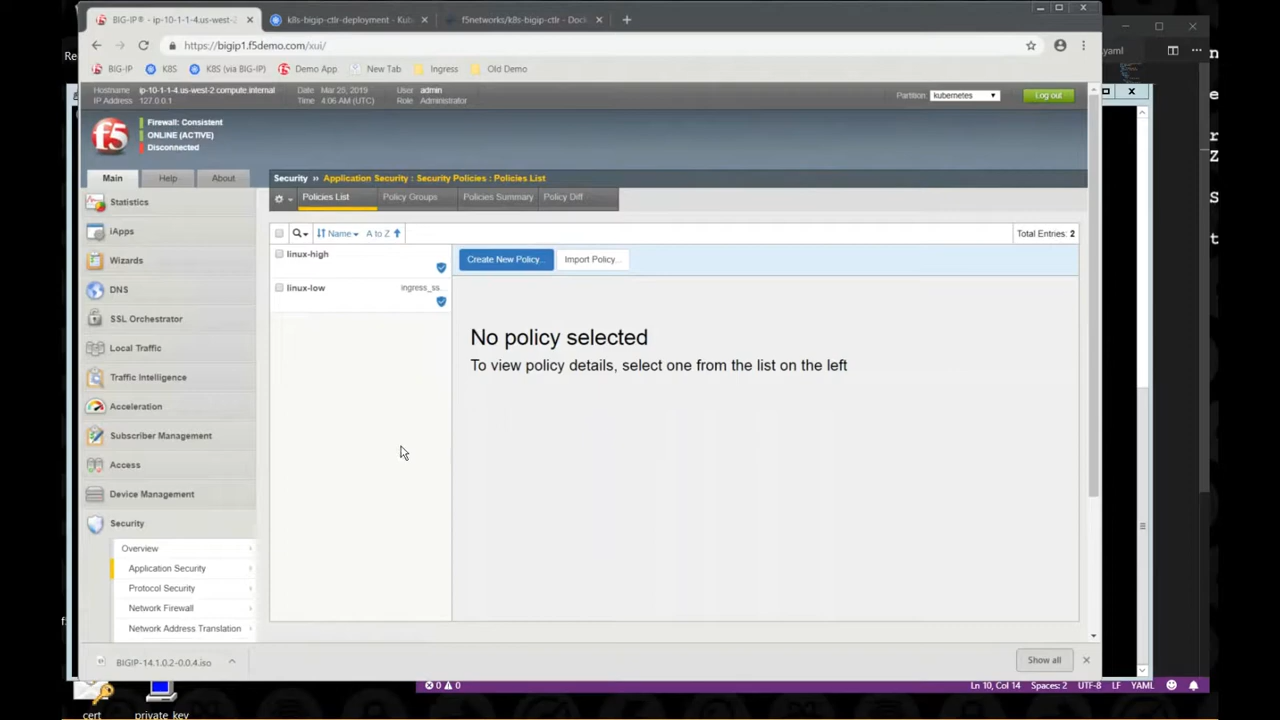 BIG-IP® - ip-10-1-1-4.us-west-2
k8s-bigip-ctlr-deployment - Kub
f5networks/k8s-bigip-ctlr - Dock
https://bigip1.f5demo.com/xui/
BIG-IP
K8S
K8S (via BIG-IP)
Demo App
New Tab
Ingress
Old Demo
Hostname ip-10-1-1-4.us-west-2.compute.internal
IP Address 127.0.0.1
Date Mar 25, 2019
Time 4:06 AM (UTC)
User admin
Role Administrator
Partition kubernetes
Log out
f5
Firewall: Consistent
ONLINE (ACTIVE)
Disconnected
Main
Help
About
Security » Application Security : Security Policies : Policies List
Policies List
Policy Groups
Policies Summary
Policy Diff
Name
A to Z
Total Entries: 2
linux-high
linux-low
ingress_ss...
Create New Policy...
Import Policy...
No policy selected
To view policy details, select one from the list on the left
Statistics
iApps
Wizards
DNS
SSL Orchestrator
Local Traffic
Traffic Intelligence
Acceleration
Subscriber Management
Access
Device Management
Security
Overview
Application Security
Protocol Security
Network Firewall
Network Address Translation
BIGIP-14.1.0.2-0.0.4.iso
Show all
0
0
Ln 10, Col 14
Spaces: 2
UTF-8
LF
YAML
cert
private_key
yaml